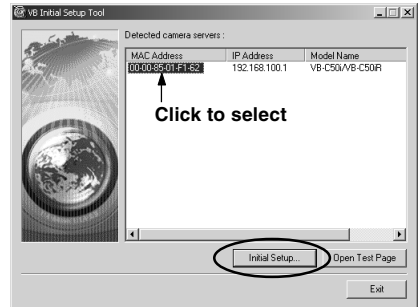 VB Initial Setup Tool
Detected camera servers :
MAC Address IP Address Model Name
00-00-85-01-F1-62 192.168.100.1 VB-C50i/VB-C50iR
Click to select
Initial Setup... Open Test Page
Exit